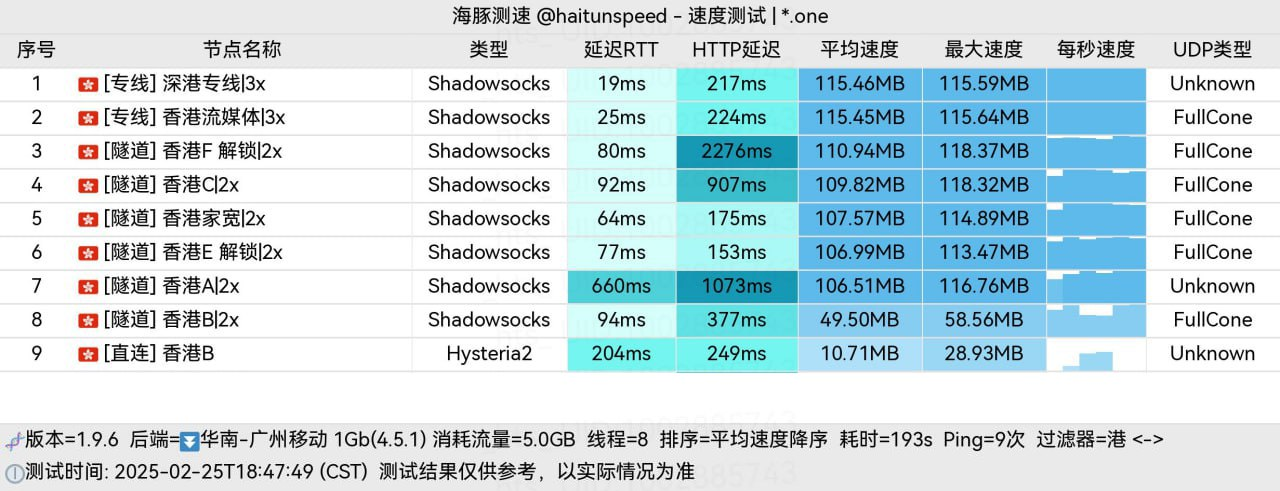 海豚测速 @haitunspeed - 速度测试 | *.one
序号 节点名称 类型 延迟RTT HTTP延迟 平均速度 最大速度 每秒速度 UDP类型
1 [专线] 深港专线|3x Shadowsocks 19ms 217ms 115.46MB 115.59MB Unknown
2 [专线] 香港流媒体|3x Shadowsocks 25ms 224ms 115.45MB 115.64MB FullCone
3 [隧道] 香港F 解锁|2x Shadowsocks 80ms 2276ms 110.94MB 118.37MB FullCone
4 [隧道] 香港C|2x Shadowsocks 92ms 907ms 109.82MB 118.32MB FullCone
5 [隧道] 香港家宽|2x Shadowsocks 64ms 175ms 107.57MB 114.89MB FullCone
6 [隧道] 香港E 解锁|2x Shadowsocks 77ms 153ms 106.99MB 113.47MB FullCone
7 [隧道] 香港A|2x Shadowsocks 660ms 1073ms 106.51MB 116.76MB Unknown
8 [隧道] 香港B|2x Shadowsocks 94ms 377ms 49.50MB 58.56MB FullCone
9 [直连] 香港B Hysteria2 204ms 249ms 10.71MB 28.93MB Unknown
版本=1.9.6 后端=华南-广州移动 1Gb(4.5.1) 消耗流量=5.0GB 线程=8 排序=平均速度降序 耗时=193s Ping=9次 过滤器=港 <->
测试时间: 2025-02-25T18:47:49 (CST) 测试结果仅供参考，以实际情况为准